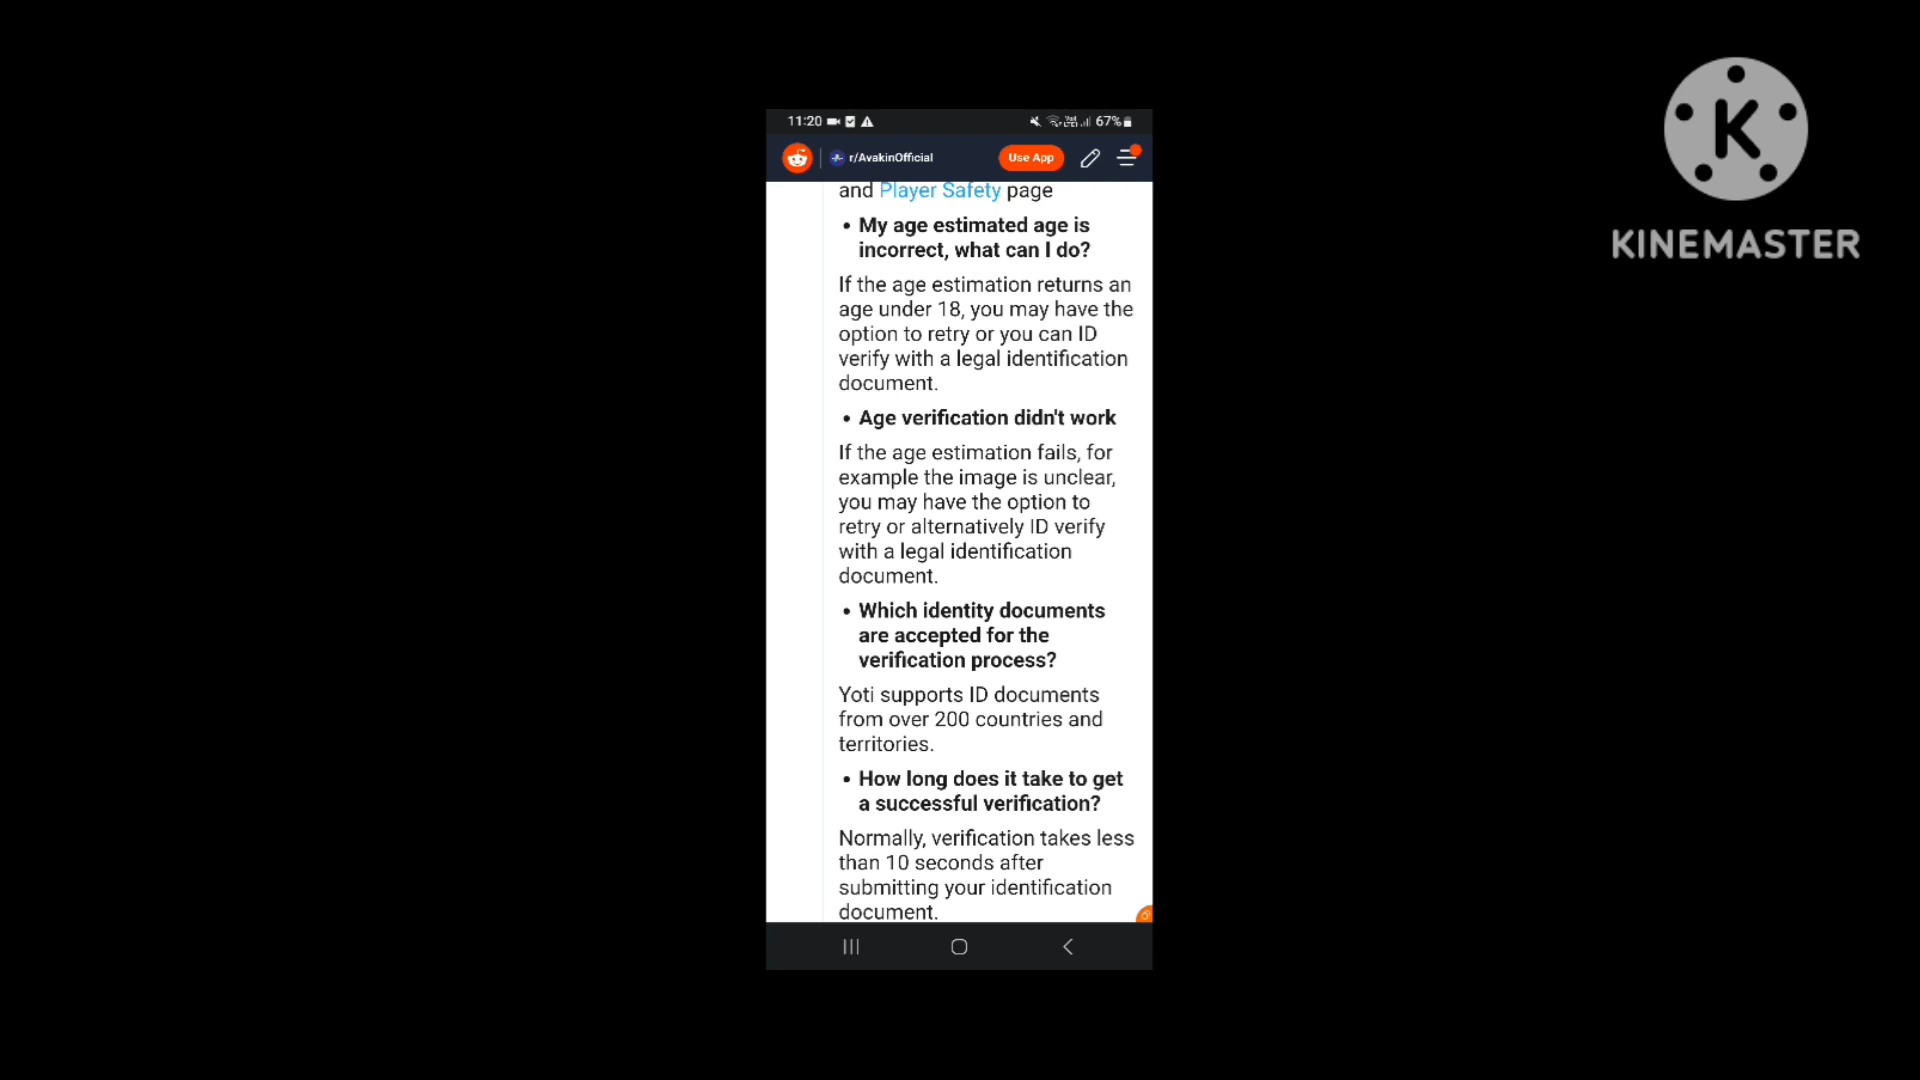 11:20
67%
r/AvakinOfficial
Use App
and Player Safety page
• My age estimated age is
incorrect, what can I do?
If the age estimation returns an
age under 18, you may have the
option to retry or you can ID
verify with a legal identification
document.
• Age verification didn't work
If the age estimation fails, for
example the image is unclear,
you may have the option to
retry or alternatively ID verify
with a legal identification
document.
• Which identity documents
are accepted for the
verification process?
Yoti supports ID documents
from over 200 countries and
territories.
• How long does it take to get
a successful verification?
Normally, verification takes less
than 10 seconds after
submitting your identification
document.
K
KINEMASTER